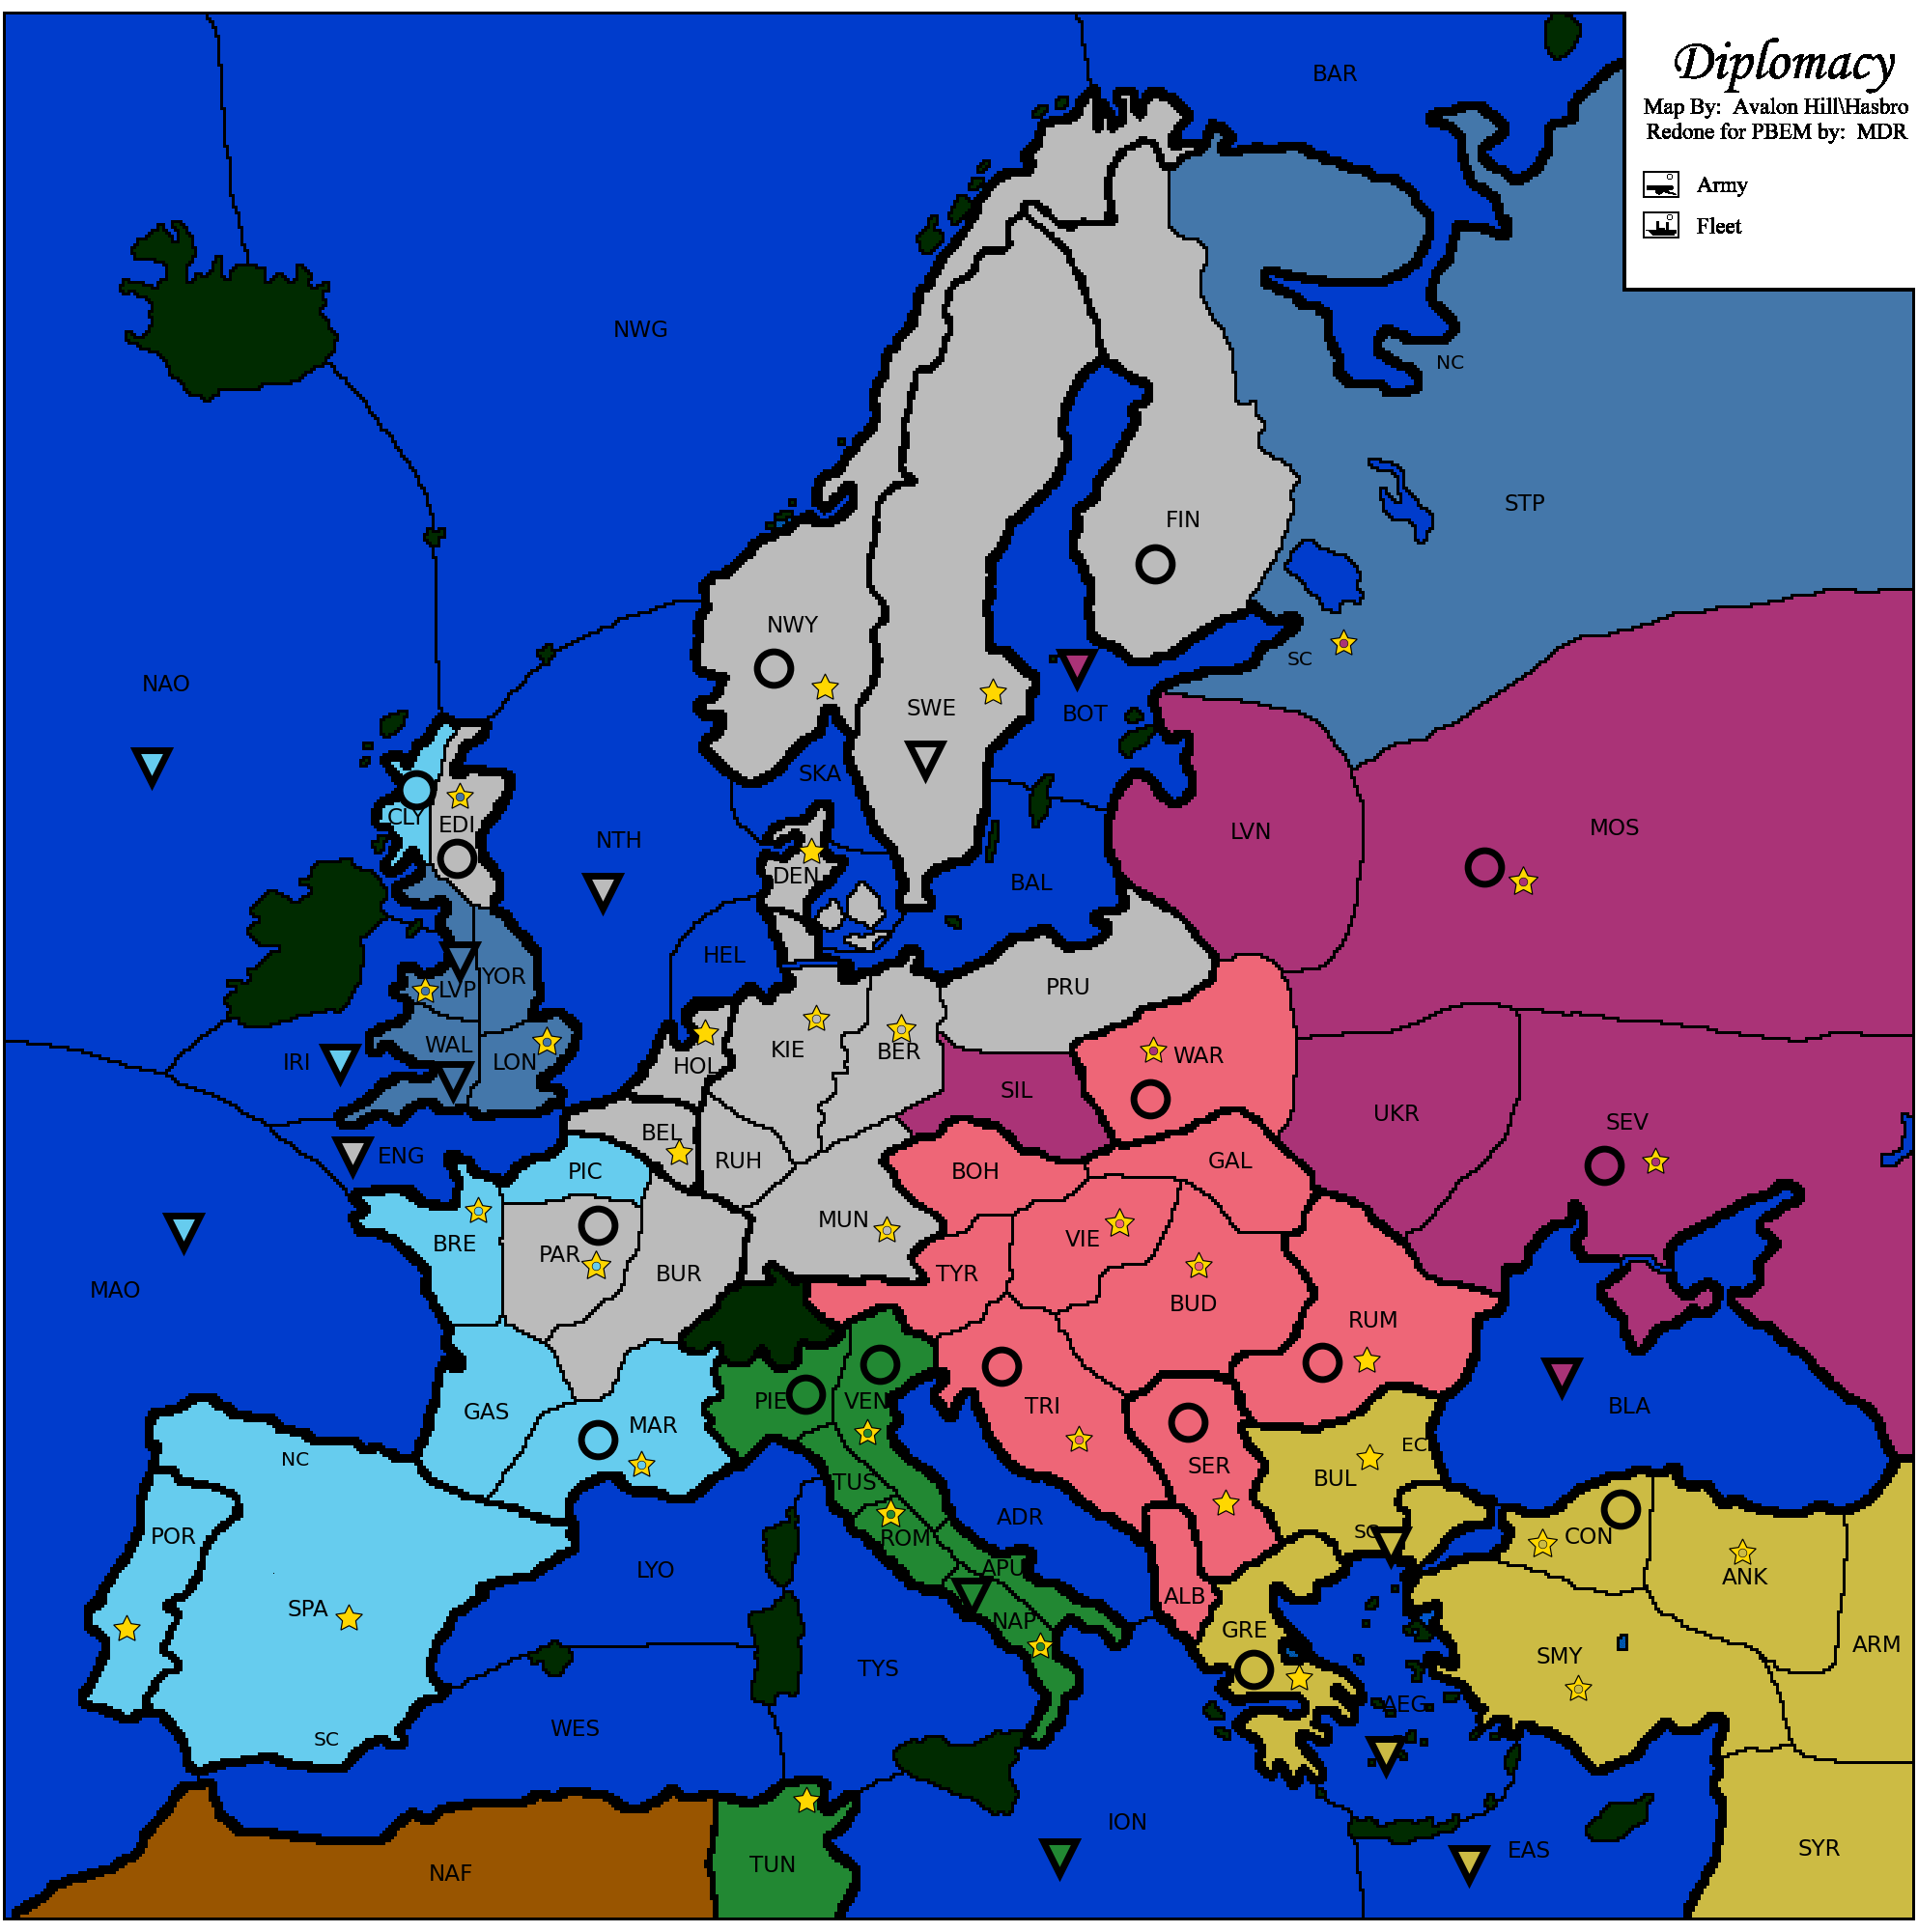 Diplomacy
Map By: Avalon Hill\Hasbro
Redone for PBEM by: MDR
Army
Fleet
BAR
NWG
NC
STP
FIN
NWY
SC
NAO
SWE
BOT
SKA
CLY
EDI
NTH
LVN
MOS
DEN
BAL
HEL
YOR
LVP
PRU
IRI
WAL
LON
HOL
KIE
BER
WAR
SIL
UKR
SEV
BEL
ENG
PIC
RUH
BOH
GAL
BRE
PAR
BUR
MUN
VIE
TYR
MAO
BUD
RUM
PIE
VEN
TRI
GAS
MAR
BLA
NC
EC
SER
BUL
TUS
POR
ADR
SC
CON
ROM
LYO
APU
ANK
SPA
ALB
NAP
GRE
ARM
SMY
TYS
AEG
WES
SC
ION
EAS
SYR
TUN
NAF